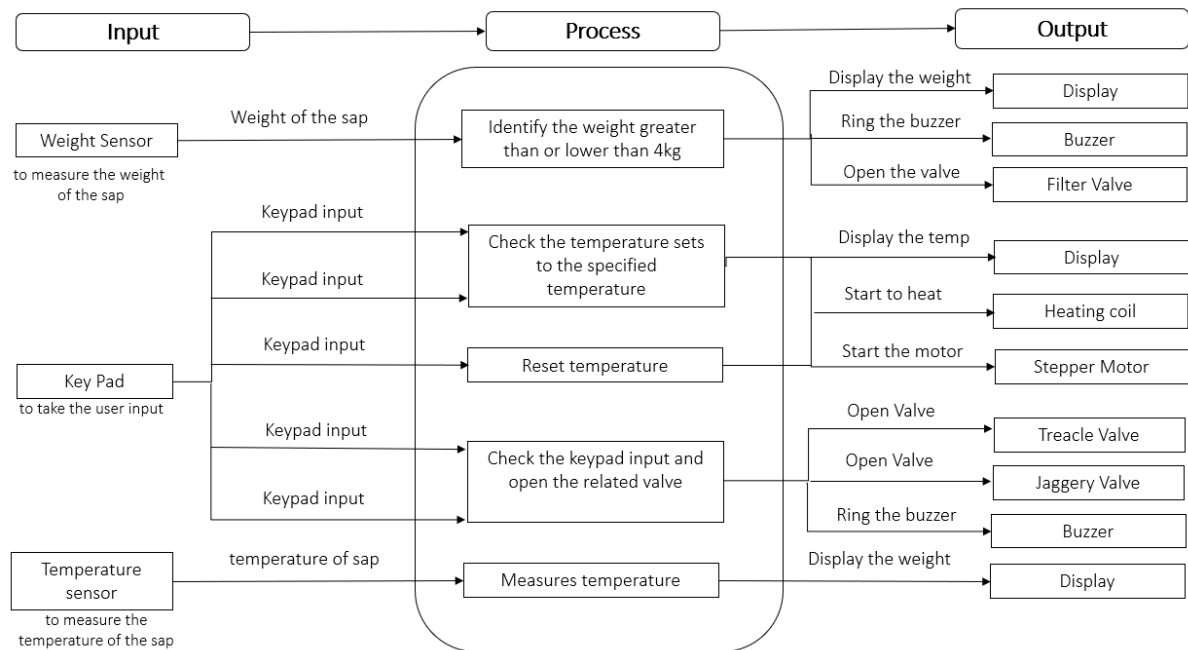 Input
Process
Output
Weight Sensor
to measure the weight
of the sap
Weight of the sap
Identify the weight greater
than or lower than 4kg
Display the weight
Display
Ring the buzzer
Buzzer
Open the valve
Filter Valve
Key Pad
to take the user input
Keypad input
Keypad input
Check the temperature sets
to the specified
temperature
Display the temp
Display
Start to heat
Heating coil
Keypad input
Reset temperature
Start the motor
Stepper Motor
Keypad input
Keypad input
Check the keypad input and
open the related valve
Open Valve
Treacle Valve
Open Valve
Jaggery Valve
Ring the buzzer
Buzzer
Temperature
sensor
to measure the
temperature of the sap
temperature of sap
Measures temperature
Display the weight
Display